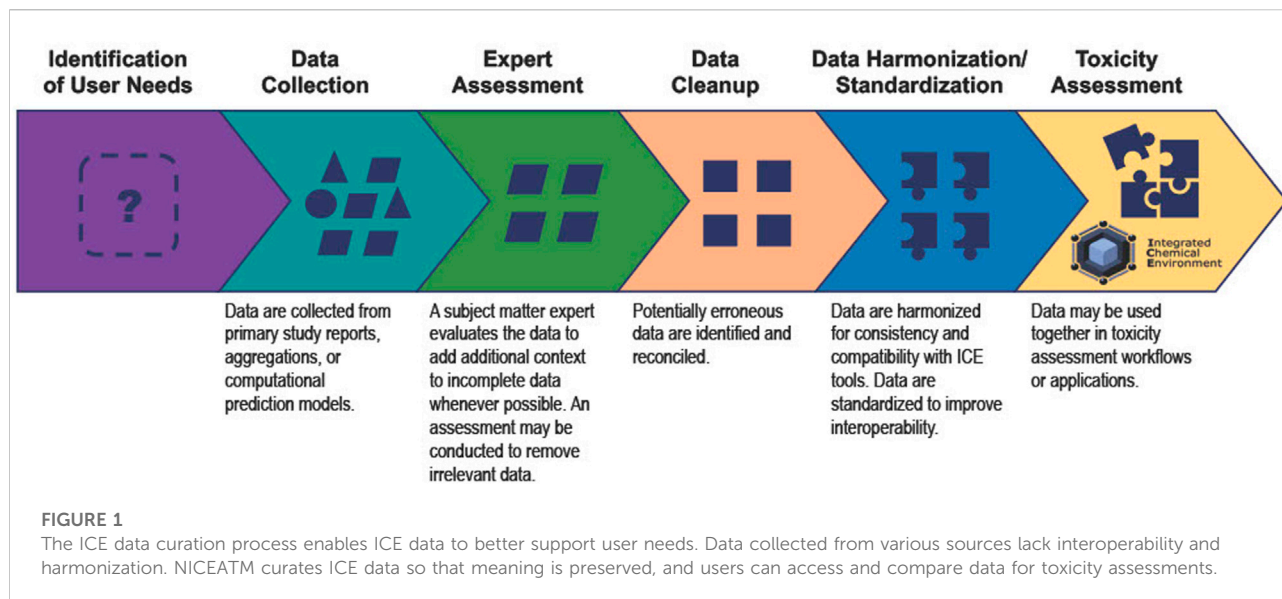 Identification
of User Needs
Data
Collection
Expert
Assessment
Data
Cleanup
Data Harmonization/
Standardization
Toxicity
Assessment
?
Integrated
Chemical
Environment
Data are collected from
primary study reports,
aggregations, or
computational
prediction models.
A subject matter expert
evaluates the data to
add additional context
to incomplete data
whenever possible. An
assessment may be
conducted to remove
irrelevant data.
Potentially erroneous
data are identified and
reconciled.
Data are harmonized
for consistency and
compatibility with ICE
tools. Data are
standardized to improve
interoperability.
Data may be used
together in toxicity
assessment workflows
or applications.
FIGURE 1
The ICE data curation process enables ICE data to better support user needs. Data collected from various sources lack interoperability and
harmonization. NICEATM curates ICE data so that meaning is preserved, and users can access and compare data for toxicity assessments.